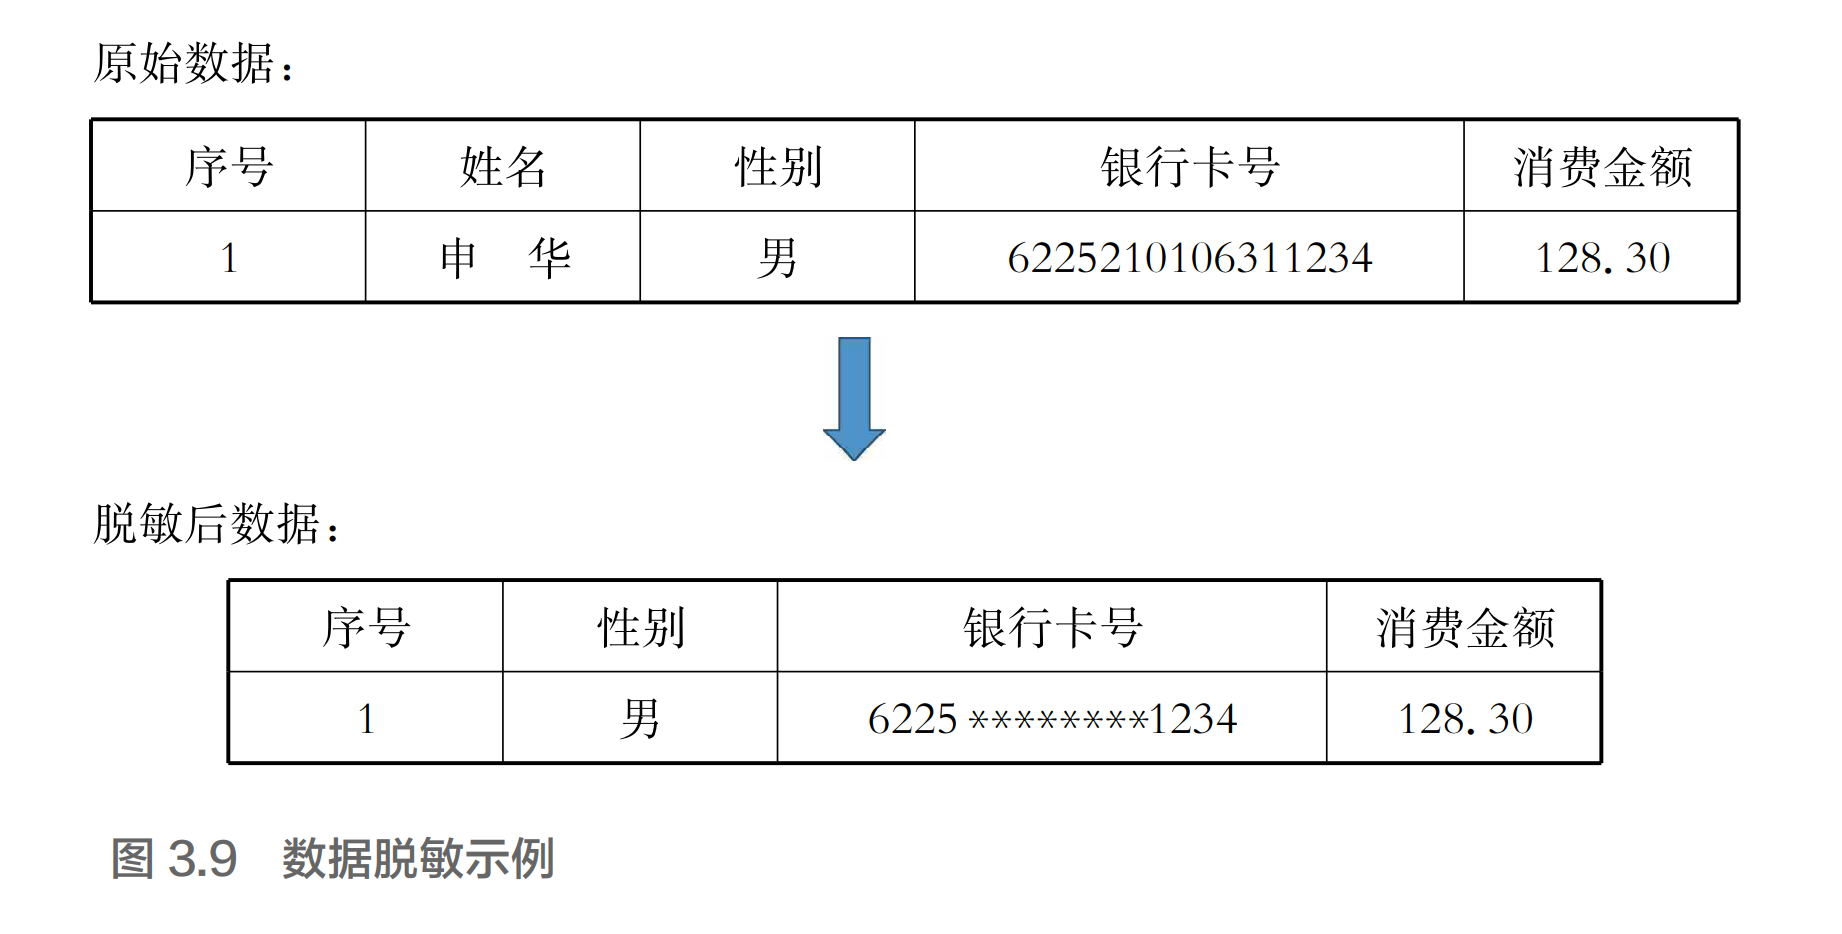 原始数据：
序号 姓名 性别 银行卡号 消费金额
1 申 华 男 6225210106311234 128.30
脱敏后数据：
序号 性别 银行卡号 消费金额
1 男 6225********1234 128.30
图 3.9 数据脱敏示例